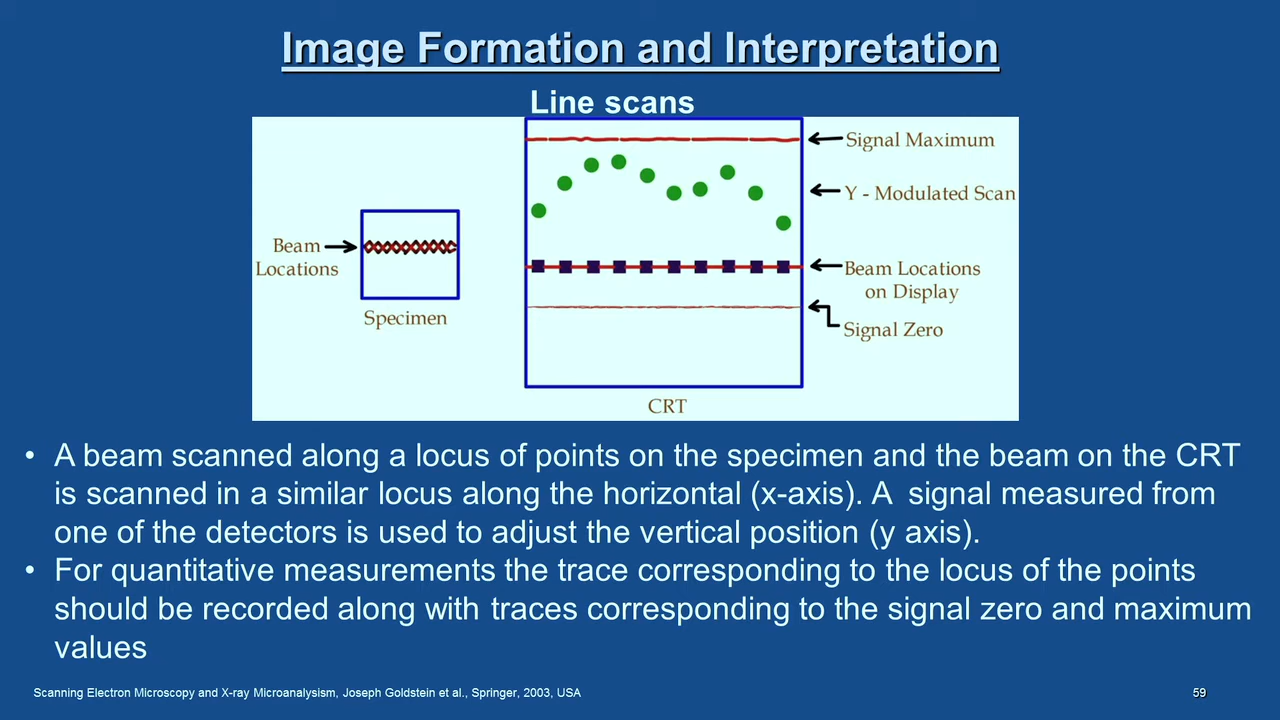 Image Formation and Interpretation
Line scans
Signal Maximum
Y - Modulated Scan
Beam
Locations
Beam Locations
on Display
Specimen
Signal Zero
CRT
• A beam scanned along a locus of points on the specimen and the beam on the CRT
is scanned in a similar locus along the horizontal (x-axis). A signal measured from
one of the detectors is used to adjust the vertical position (y axis).
• For quantitative measurements the trace corresponding to the locus of the points
should be recorded along with traces corresponding to the signal zero and maximum
values
Scanning Electron Microscopy and X-ray Microanalysism, Joseph Goldstein et al., Springer, 2003, USA
59